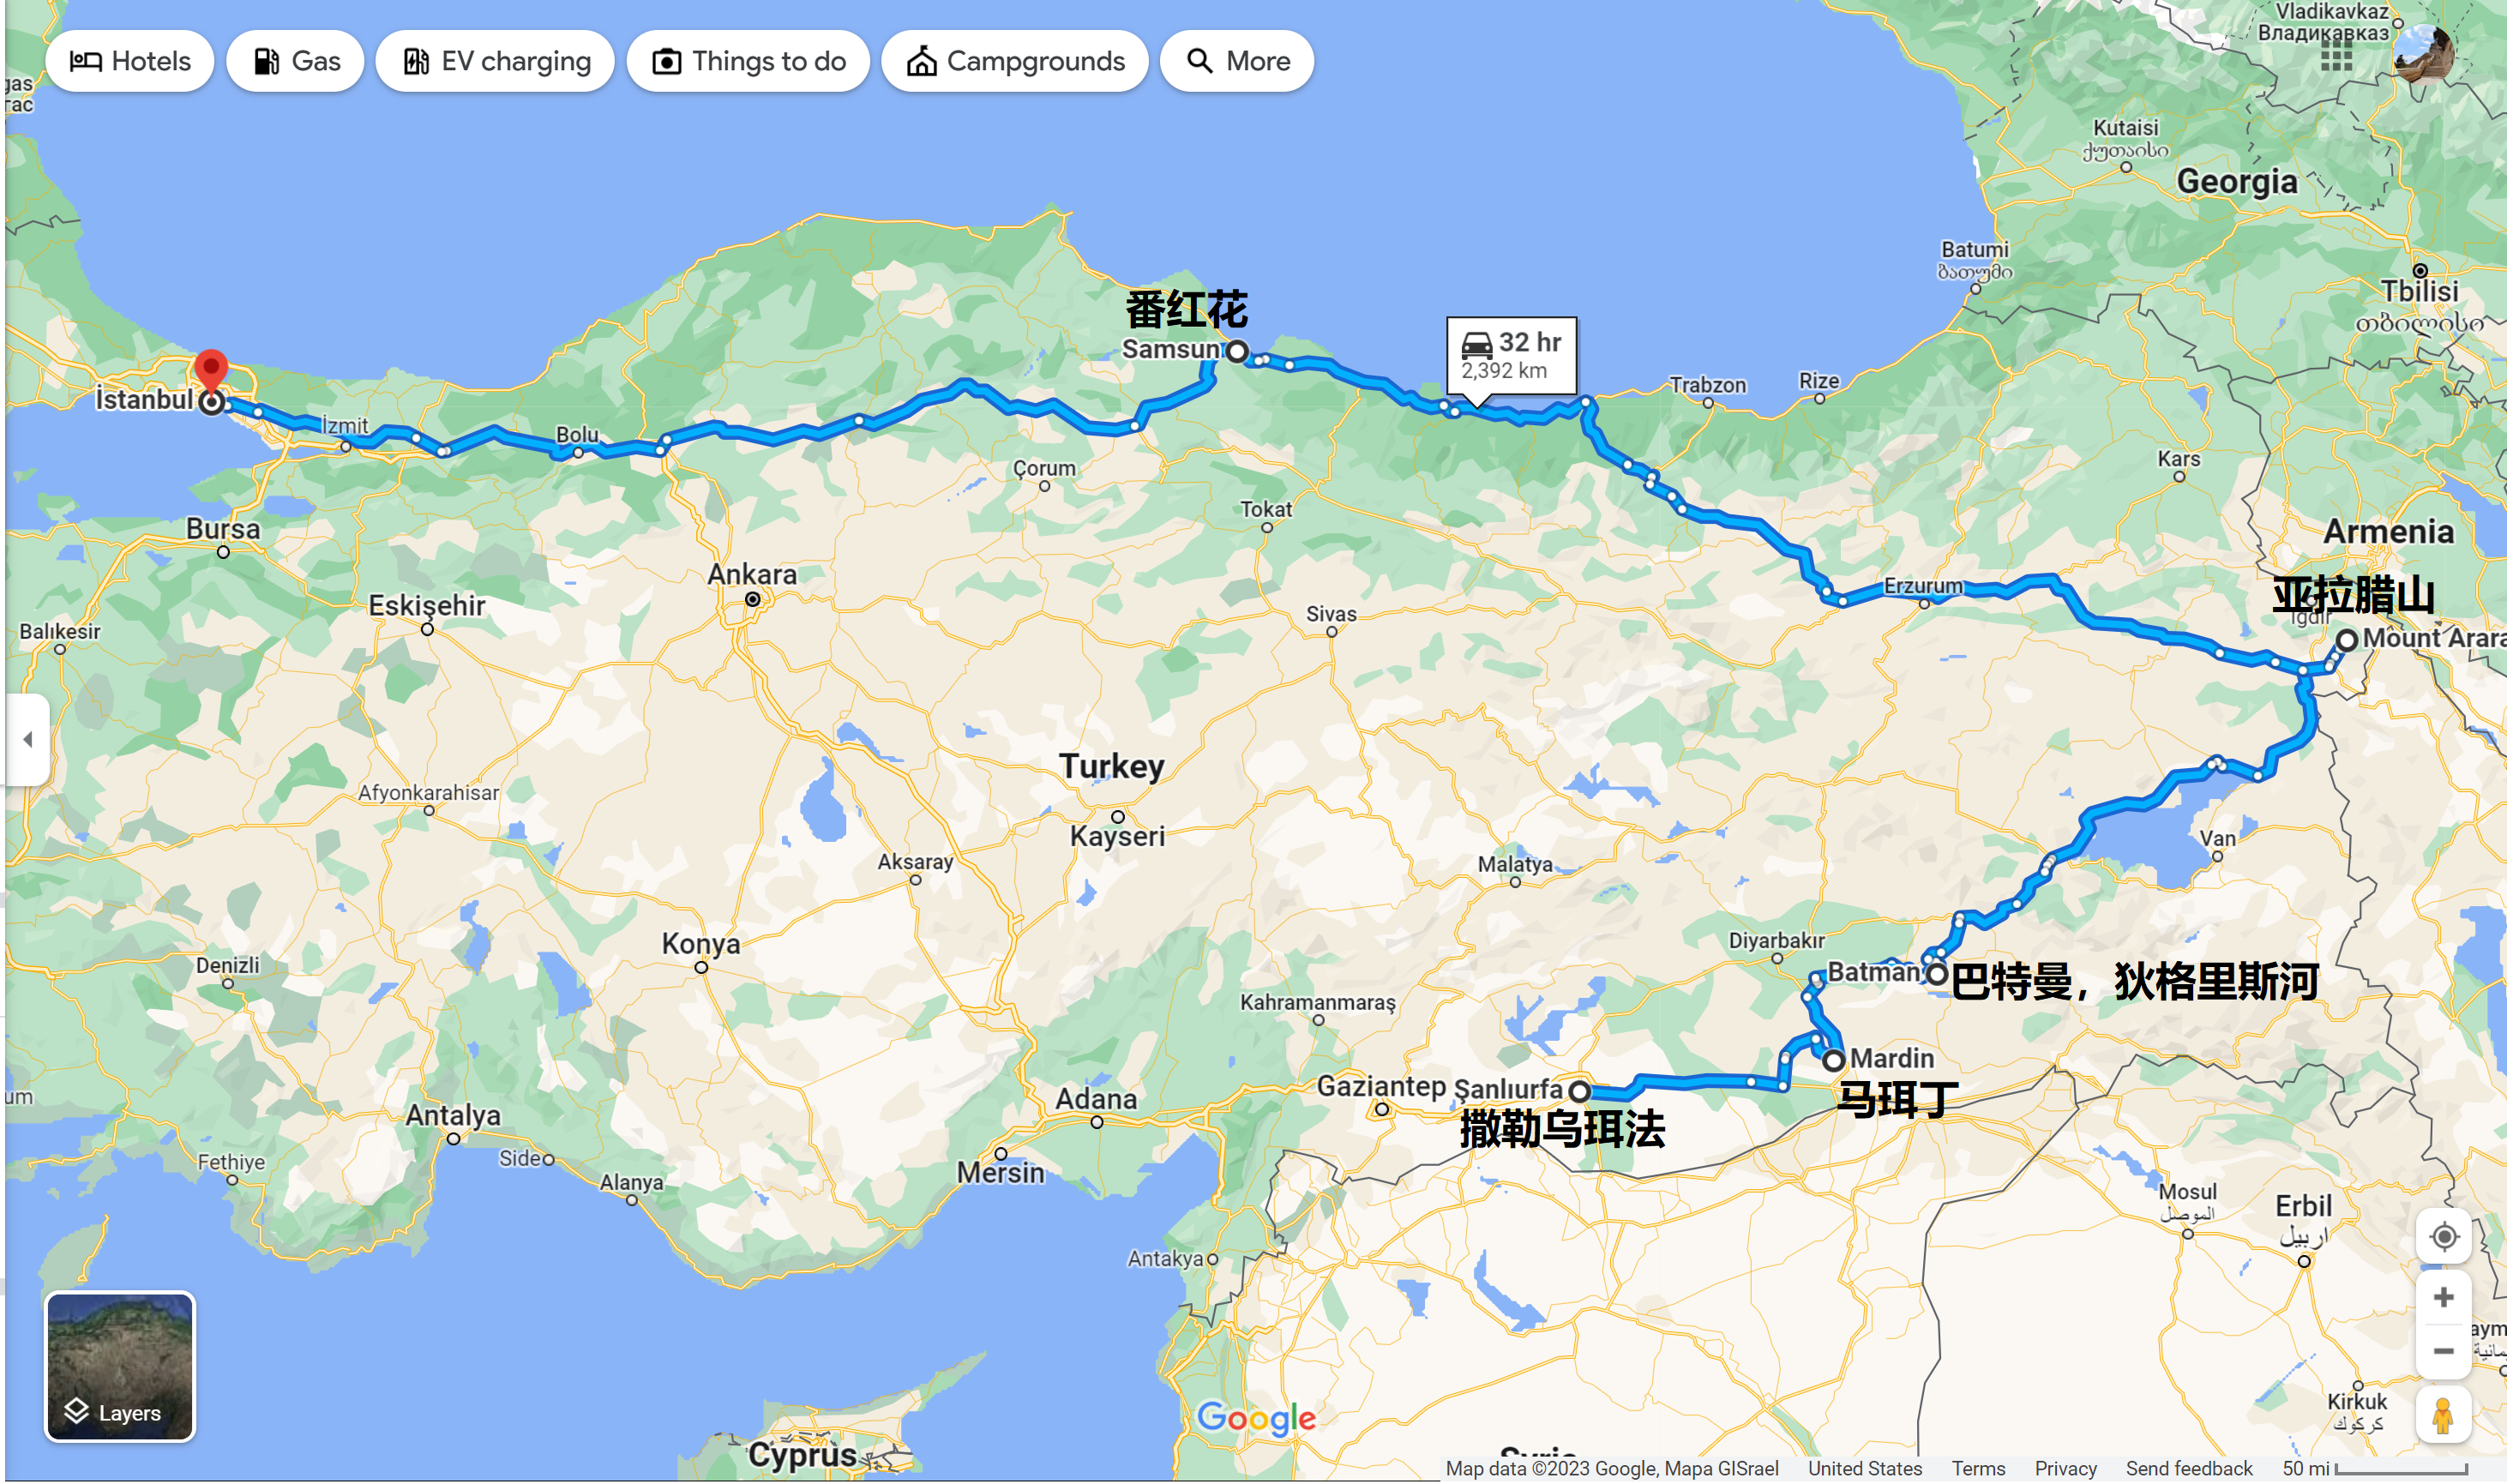 Hotels
Gas
EV charging
Things to do
Campgrounds
More
Vladikavkaz
Владикавказ
Kutaisi
ქუთაისი
Georgia
Batumi
ბათუმი
Tbilisi
თბილისი
番红花
Samsun
32 hr
2,392 km
Trabzon
Rize
İstanbul
İzmit
Bolu
Çorum
Tokat
Kars
Armenia
Bursa
Ankara
Eskişehir
Balıkesir
Sivas
Erzurum
亚拉腊山
Iğdır
Mount Arara
Afyonkarahisar
Turkey
Kayseri
Aksaray
Malatya
Van
Konya
Denizli
Diyarbakır
Batman
巴特曼，狄格里斯河
Kahramanmaraş
Mardin
马珥丁
Gaziantep
Şanlıurfa
撒勒乌珥法
Adana
Antalya
Mersin
Fethiye
Side
Alanya
Antakya
Mosul
الموصل
Erbil
اربيل
Kirkuk
كركوك
Layers
Google
Cyprus
Syria
Map data ©2023 Google, Mapa GISrael
United States
Terms
Privacy
Send feedback
50 mi